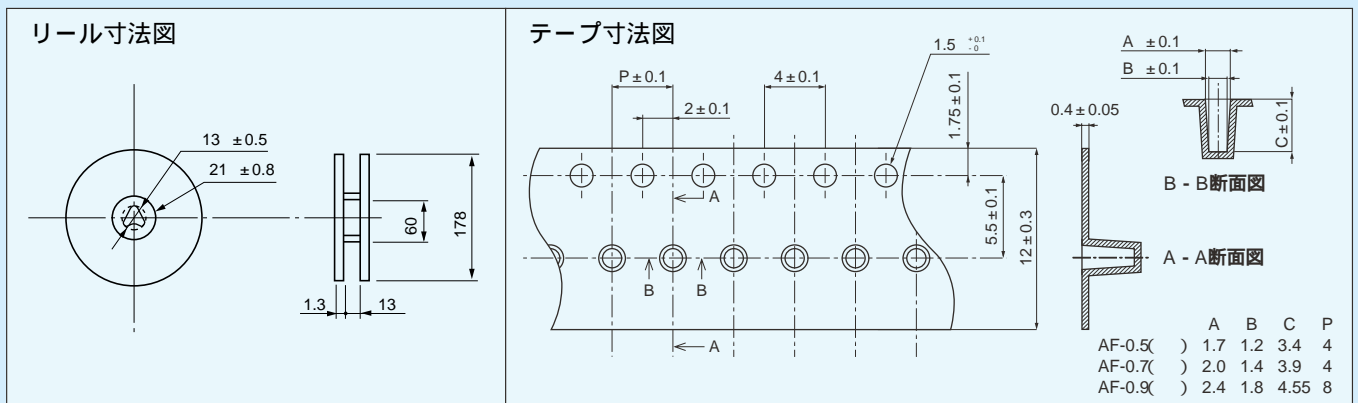 リール寸法図
13 ±0.5
21 ±0.8
60
178
1.3
13
テープ寸法図
P±0.1
4±0.1
2±0.1
1.5 +0.1 -0
1.75±0.1
5.5±0.1
12±0.3
A
B
B
A
0.4±0.05
A ±0.1
B ±0.1
C±0.1
B - B断面図
A - A断面図
A B C P
AF-0.5( ) 1.7 1.2 3.4 4
AF-0.7( ) 2.0 1.4 3.9 4
AF-0.9( ) 2.4 1.8 4.55 8